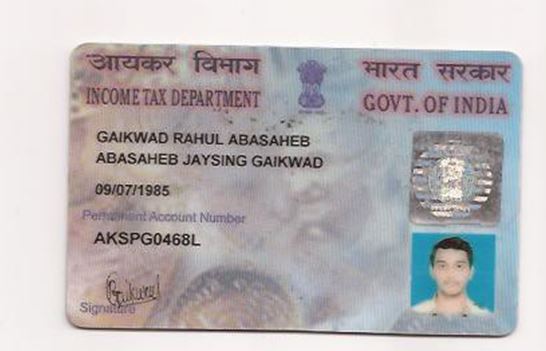 आयकर विभाग भारत सरकार
INCOME TAX DEPARTMENT GOVT. OF INDIA
GAIKWAD RAHUL ABASAHEB
ABASAHEB JAYSING GAIKWAD
09/07/1985
Permanent Account Number
AKSPG0468L
Gaikwad
Signature